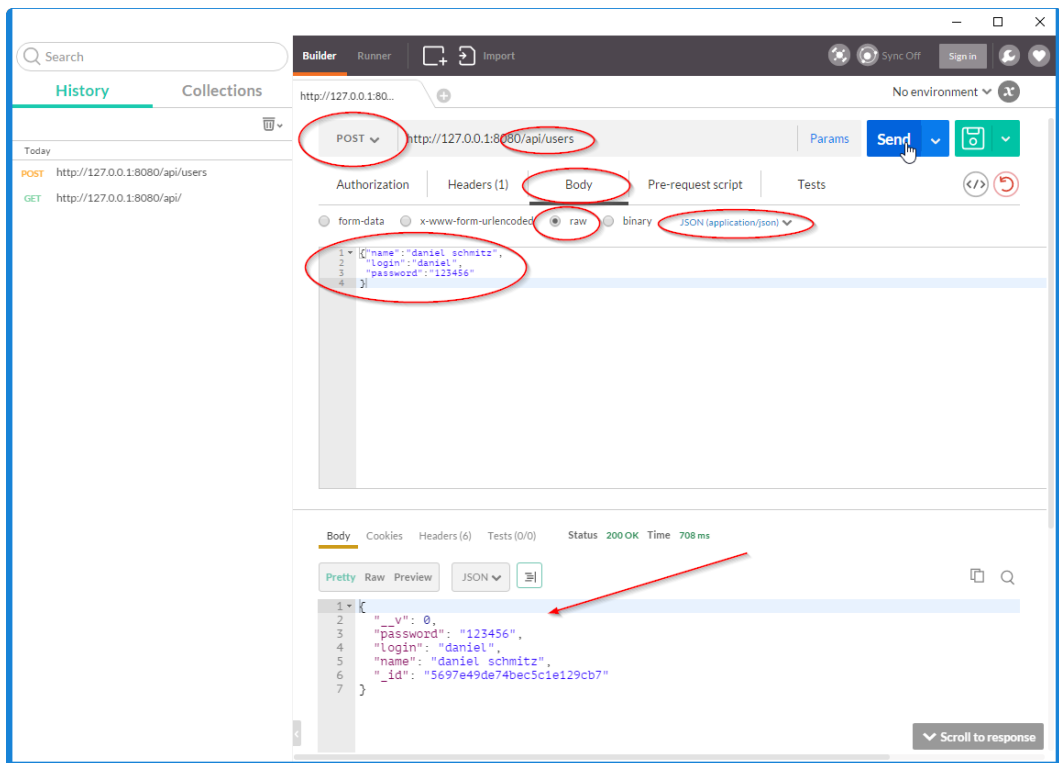 Search
History Collections
Today
POST http://127.0.0.1:8080/api/users
GET http://127.0.0.1:8080/api/
Builder Runner Import Sync Off Sign in
http://127.0.0.1:80... No environment
POST http://127.0.0.1:8080/api/users Params Send
Authorization Headers (1) Body Pre-request script Tests
form-data x-www-form-urlencoded raw binary JSON (application/json)
1 {"name":"daniel schmitz",
2 "login":"daniel",
3 "password":"123456"
4 }
Body Cookies Headers (6) Tests (0/0) Status 200 OK Time 708 ms
Pretty Raw Preview JSON
1 {
2 "__v": 0,
3 "password": "123456",
4 "login": "daniel",
5 "name": "daniel schmitz",
6 "_id": "5697e49de74bec5c1e129cb7"
7 }
Scroll to response